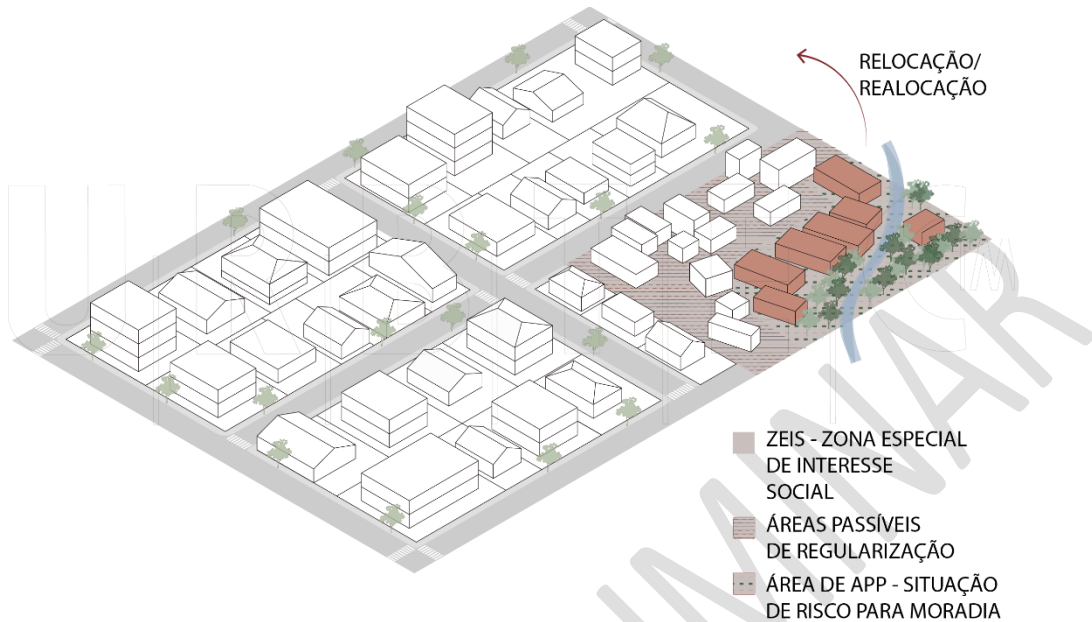 RELOCAÇÃO/
REALOCAÇÃO
ZEIS - ZONA ESPECIAL
DE INTERESSE
SOCIAL
ÁREAS PASSÍVEIS
DE REGULARIZAÇÃO
ÁREA DE APP - SITUAÇÃO
DE RISCO PARA MORADIA